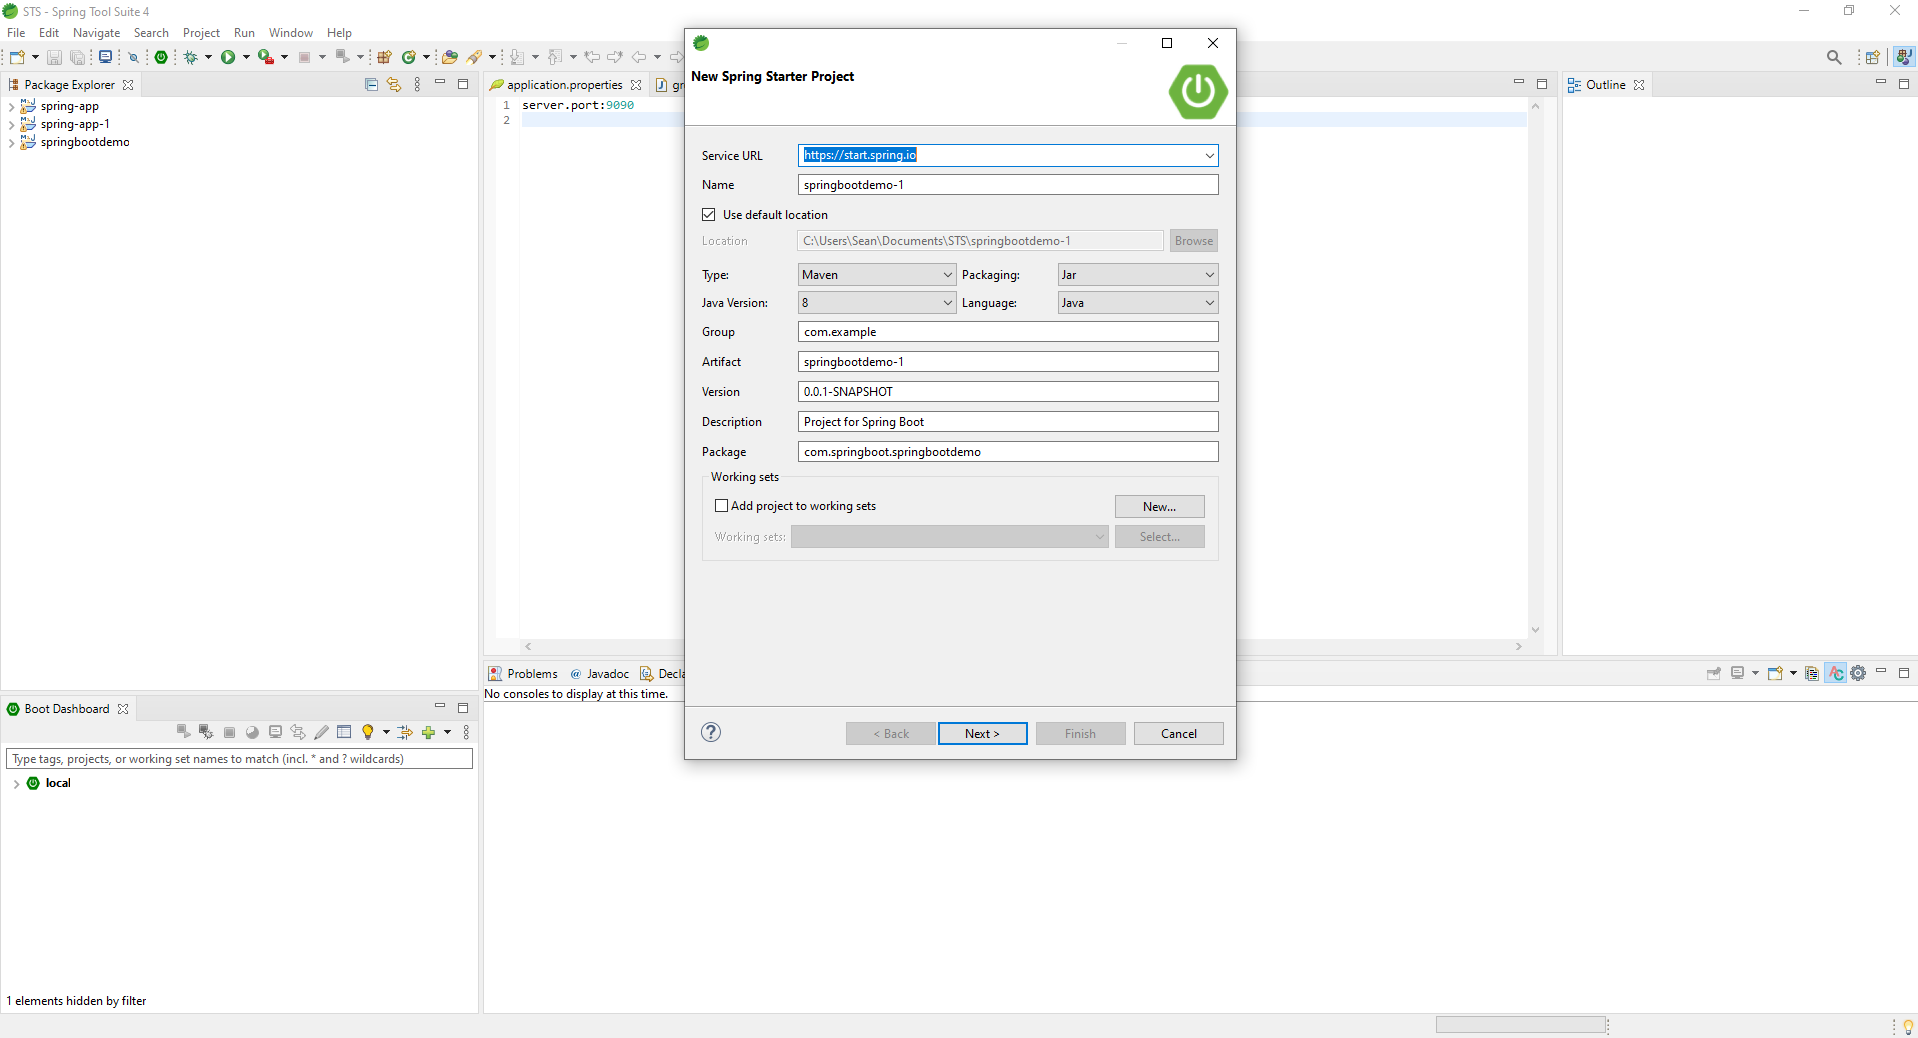 STS - Spring Tool Suite 4
File Edit Navigate Search Project Run Window Help
Package Explorer
spring-app
spring-app-1
springbootdemo
application.properties
gr
1 server.port:9090
2
Outline
New Spring Starter Project
Service URL https://start.spring.io
Name springbootdemo-1
Use default location
Location C:\Users\Sean\Documents\STS\springbootdemo-1 Browse
Type: Maven Packaging: Jar
Java Version: 8 Language: Java
Group com.example
Artifact springbootdemo-1
Version 0.0.1-SNAPSHOT
Description Project for Spring Boot
Package com.springboot.springbootdemo
Working sets
Add project to working sets New...
Working sets: Select...
< Back Next > Finish Cancel
Problems @ Javadoc Decla
No consoles to display at this time.
Boot Dashboard
Type tags, projects, or working set names to match (incl. * and ? wildcards)
local
1 elements hidden by filter